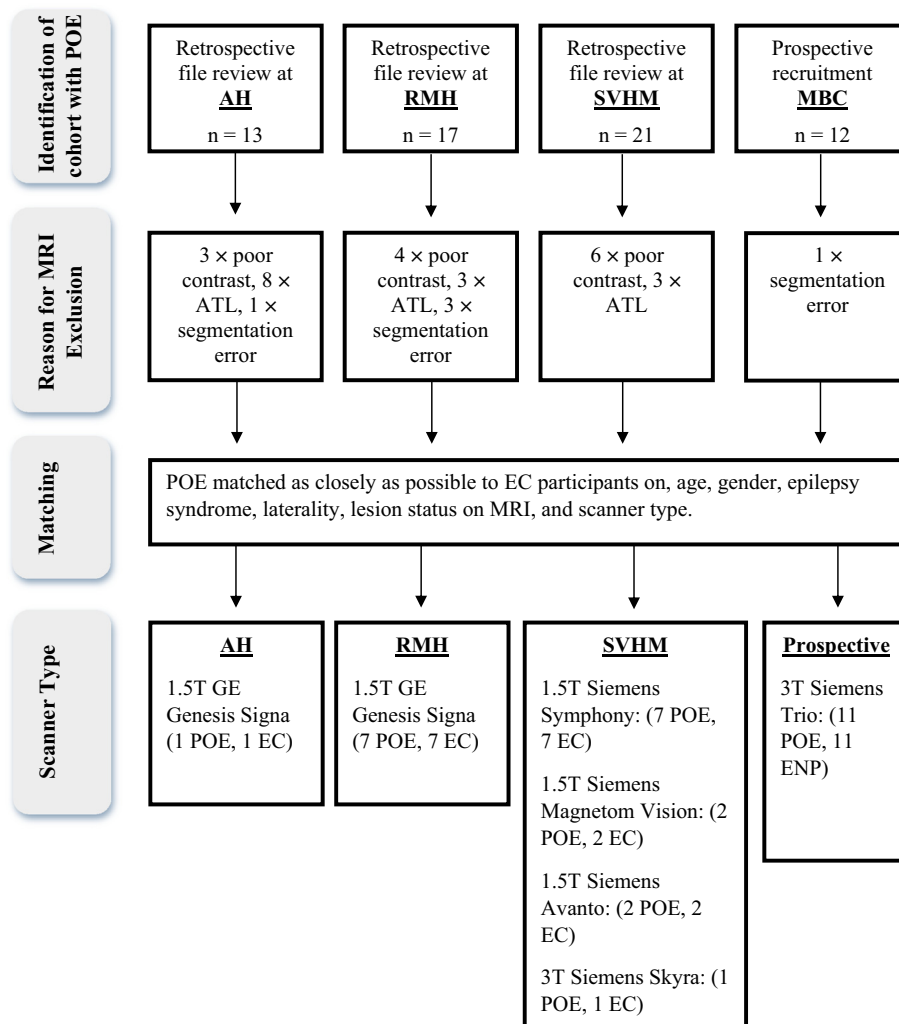 Identification of
cohort with POE
Retrospective
file review at
AH
n = 13
Retrospective
file review at
RMH
n = 17
Retrospective
file review at
SVHM
n = 21
Prospective
recruitment
MBC
n = 12
Reason for MRI
Exclusion
3 × poor
contrast, 8 ×
ATL, 1 ×
segmentation
error
4 × poor
contrast, 3 ×
ATL, 3 ×
segmentation
error
6 × poor
contrast, 3 ×
ATL
1 ×
segmentation
error
Matching
POE matched as closely as possible to EC participants on, age, gender, epilepsy
syndrome, laterality, lesion status on MRI, and scanner type.
Scanner Type
AH
1.5T GE
Genesis Signa
(1 POE, 1 EC)
RMH
1.5T GE
Genesis Signa
(7 POE, 7 EC)
SVHM
1.5T Siemens
Symphony: (7 POE,
7 EC)
1.5T Siemens
Magnetom Vision: (2
POE, 2 EC)
1.5T Siemens
Avanto: (2 POE, 2
EC)
3T Siemens Skyra: (1
POE, 1 EC)
Prospective
3T Siemens
Trio: (11
POE, 11
ENP)